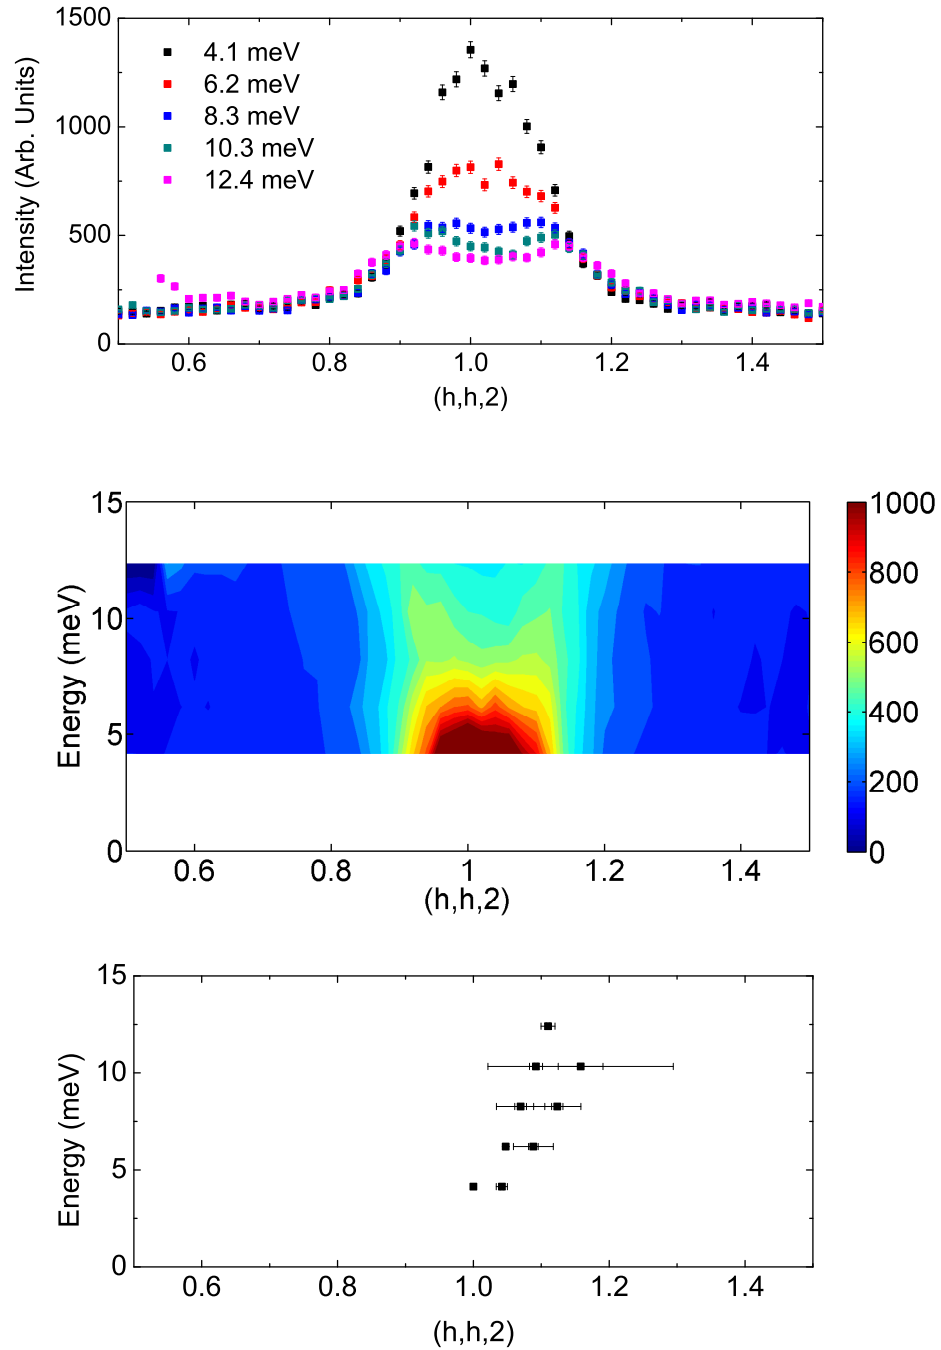 1500
1000
500
0
Intensity (Arb. Units)
4.1 meV
6.2 meV
8.3 meV
10.3 meV
12.4 meV
0.6 0.8 1.0 1.2 1.4
(h,h,2)
15
10
5
0
Energy (meV)
0.6 0.8 1 1.2 1.4
(h,h,2)
1000
800
600
400
200
0
15
10
5
0
Energy (meV)
0.6 0.8 1.0 1.2 1.4
(h,h,2)